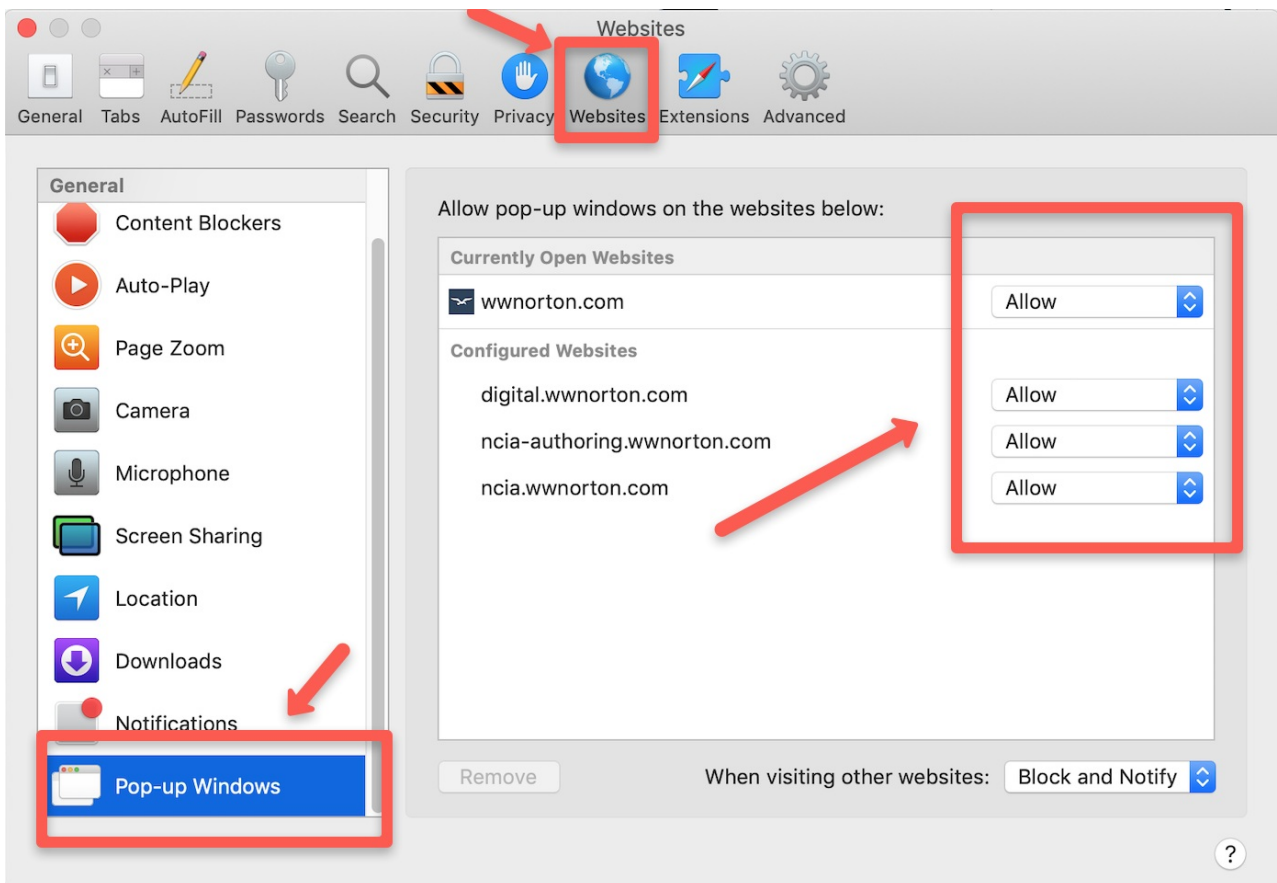 Websites
General Tabs AutoFill Passwords Search Security Privacy Websites Extensions Advanced
General
Content Blockers
Auto-Play
Page Zoom
Camera
Microphone
Screen Sharing
Location
Downloads
Notifications
Pop-up Windows
Allow pop-up windows on the websites below:
Currently Open Websites
wwnorton.com Allow
Configured Websites
digital.wwnorton.com Allow
ncia-authoring.wwnorton.com Allow
ncia.wwnorton.com Allow
Remove When visiting other websites: Block and Notify
?